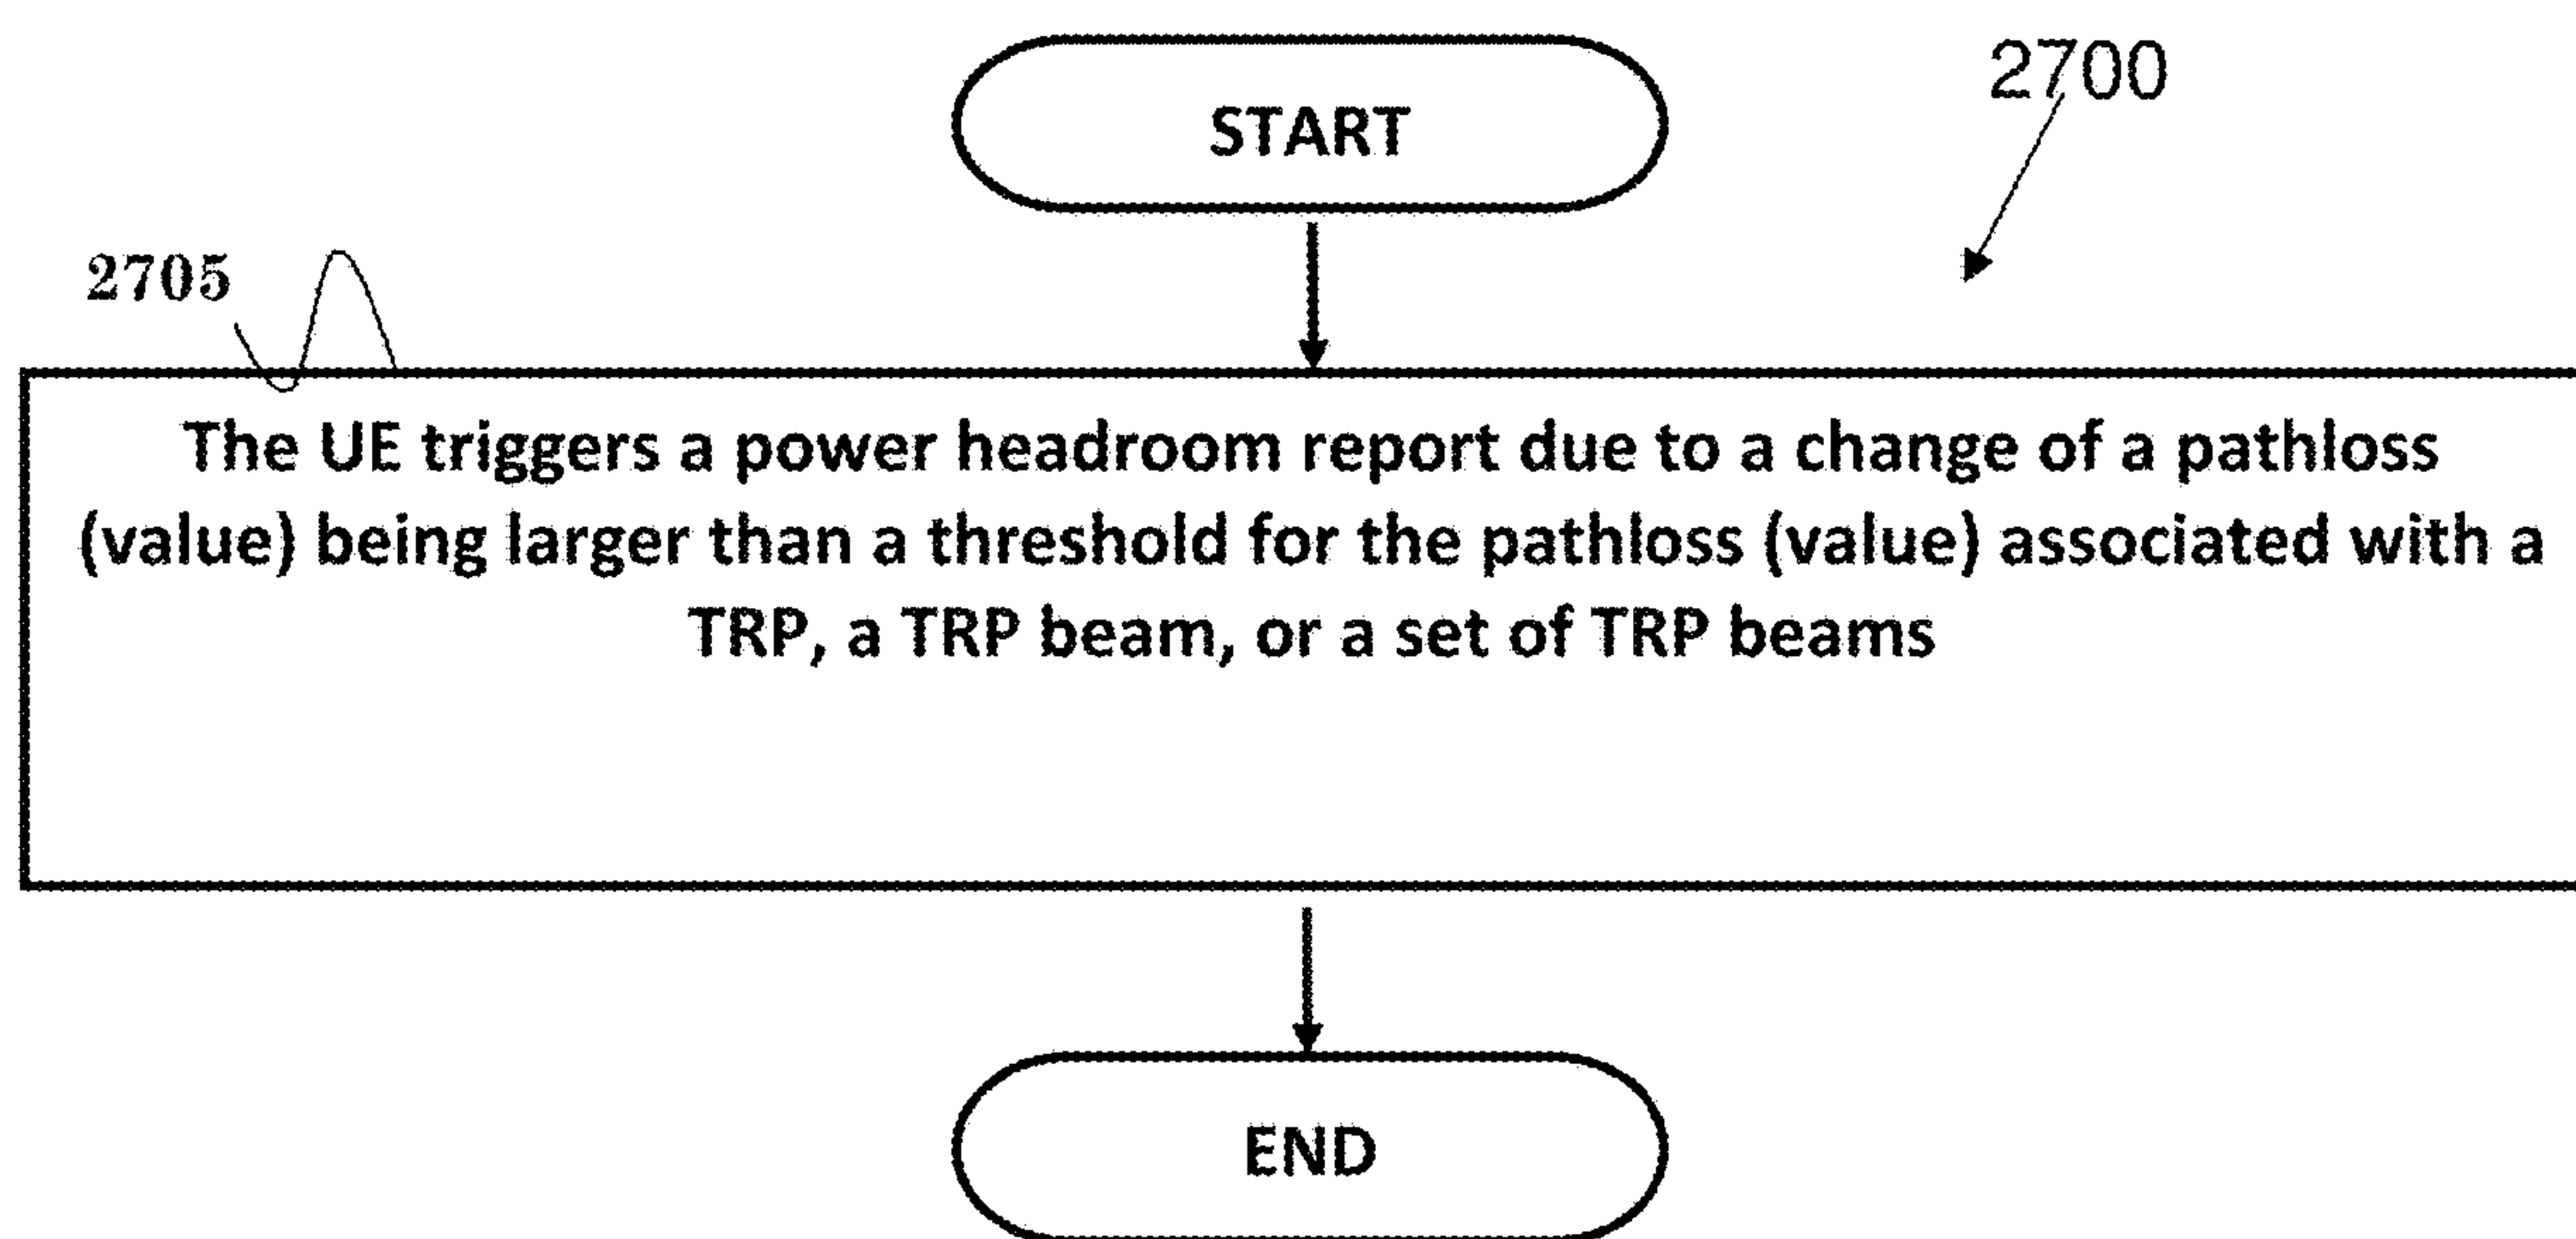 START
2700
2705
The UE triggers a power headroom report due to a change of a pathloss
(value) being larger than a threshold for the pathloss (value) associated with a
TRP, a TRP beam, or a set of TRP beams
END